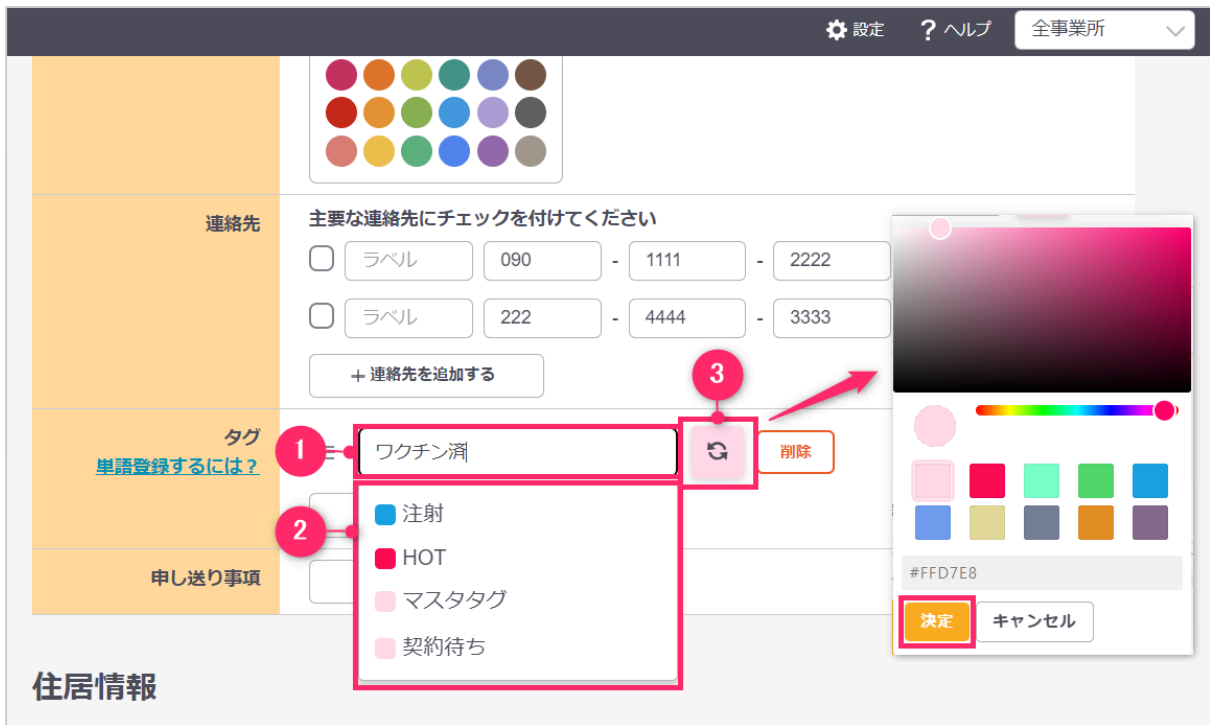 設定 ? ヘルプ 全事業所
連絡先 主要な連絡先にチェックを付けてください
ラベル 090 - 1111 - 2222
ラベル 222 - 4444 - 3333
+ 連絡先を追加する
3
タグ
単語登録するには?
1 ワクチン済 削除
2
注射
HOT
マスタタグ
契約待ち
申し送り事項
#FFD7E8
決定 キャンセル
住居情報